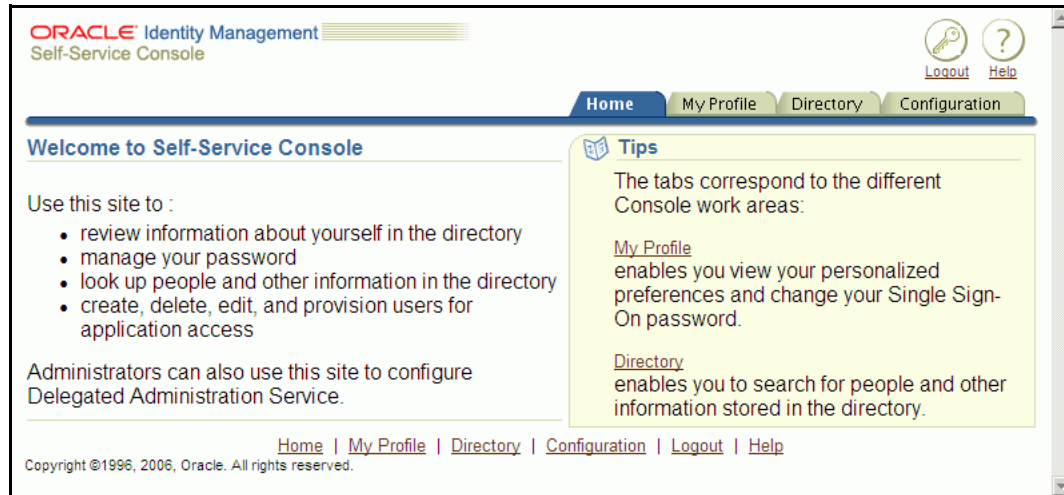 ORACLE Identity Management
Self-Service Console
Logout Help
Home My Profile Directory Configuration
Welcome to Self-Service Console
Use this site to :
• review information about yourself in the directory
• manage your password
• look up people and other information in the directory
• create, delete, edit, and provision users for
application access
Administrators can also use this site to configure
Delegated Administration Service.
Tips
The tabs correspond to the different
Console work areas:
My Profile
enables you view your personalized
preferences and change your Single Sign-
On password.
Directory
enables you to search for people and other
information stored in the directory.
Home | My Profile | Directory | Configuration | Logout | Help
Copyright ©1996, 2006, Oracle. All rights reserved.